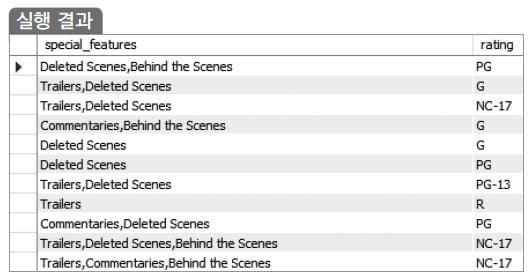 실행 결과
special_features rating
Deleted Scenes,Behind the Scenes PG
Trailers,Deleted Scenes G
Trailers,Deleted Scenes NC-17
Commentaries,Behind the Scenes G
Deleted Scenes G
Deleted Scenes PG
Trailers,Deleted Scenes PG-13
Trailers R
Commentaries,Deleted Scenes PG
Trailers,Deleted Scenes,Behind the Scenes NC-17
Trailers,Commentaries,Behind the Scenes NC-17